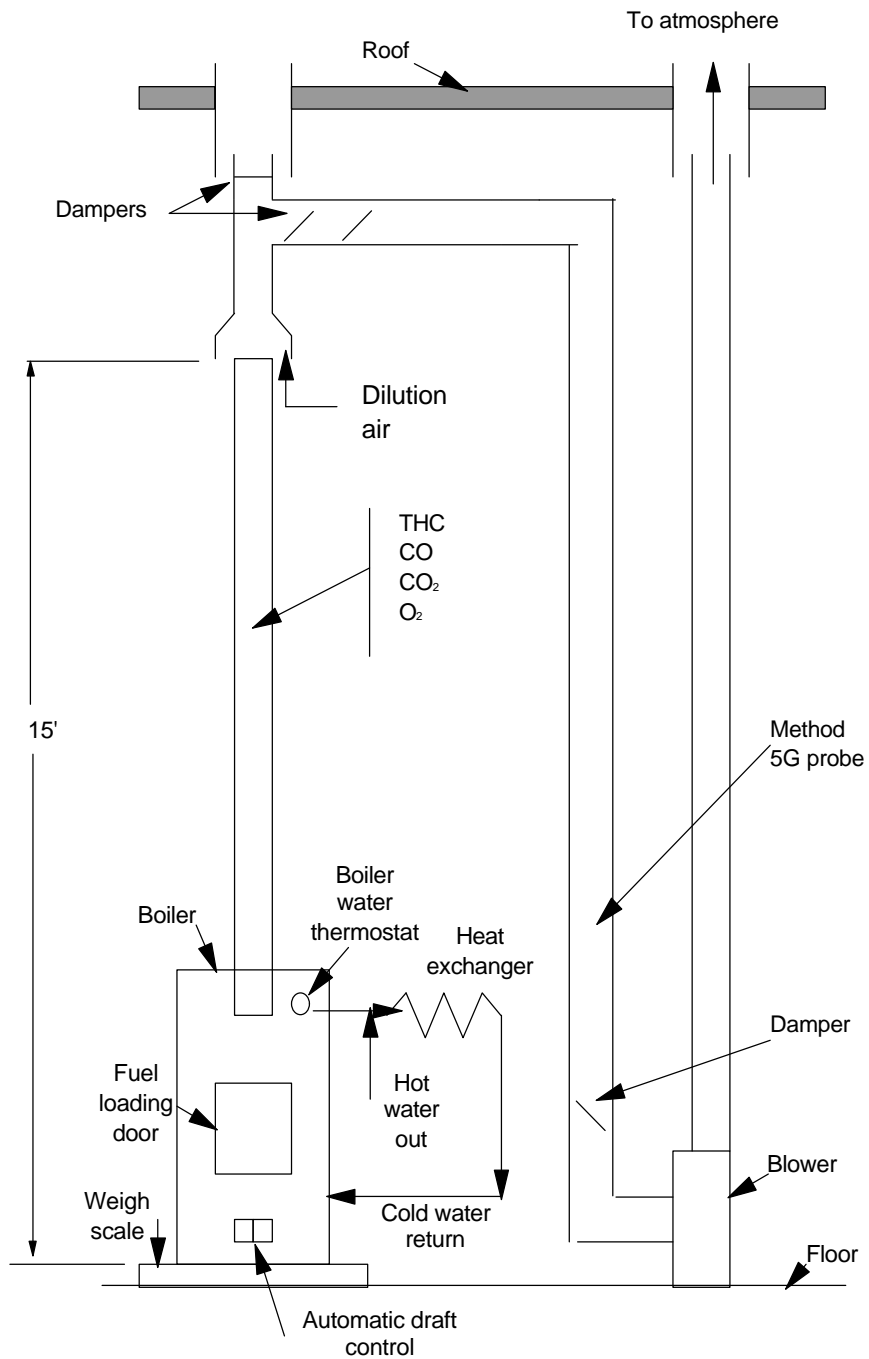 To atmosphere
Roof
Dampers
Dilution
air
THC
CO
CO₂
O₂
15'
Method
5G probe
Boiler
water
thermostat
Boiler
Heat
exchanger
Damper
Fuel
loading
door
Hot
water
out
Blower
Weigh
scale
Cold water
return
Floor
Automatic draft
control